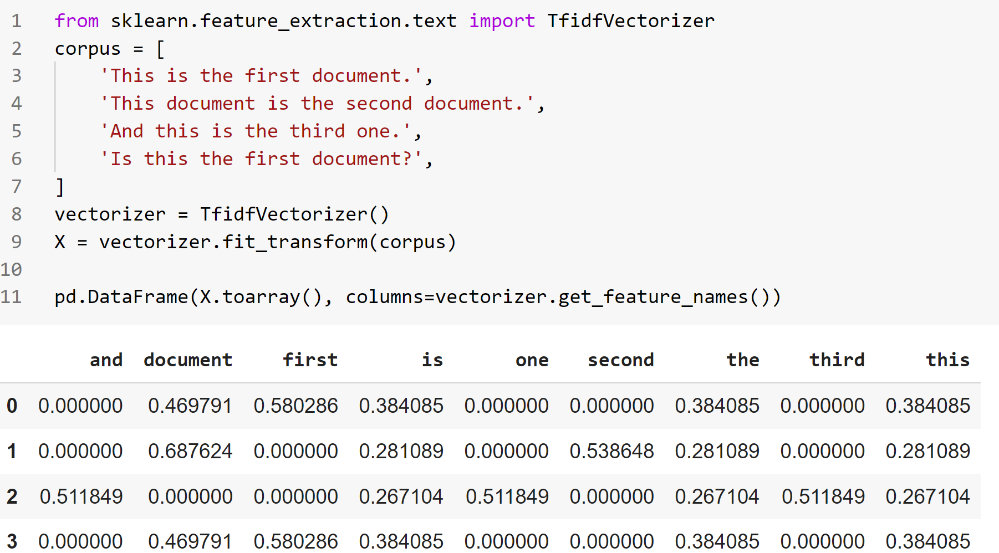 1 from sklearn.feature_extraction.text import TfidfVectorizer
2 corpus = [
3     'This is the first document.',
4     'This document is the second document.',
5     'And this is the third one.',
6     'Is this the first document?',
7 ]
8 vectorizer = TfidfVectorizer()
9 X = vectorizer.fit_transform(corpus)
10
11 pd.DataFrame(X.toarray(), columns=vectorizer.get_feature_names())
and document first is one second the third this
0 0.000000 0.469791 0.580286 0.384085 0.000000 0.000000 0.384085 0.000000 0.384085
1 0.000000 0.687624 0.000000 0.281089 0.000000 0.538648 0.281089 0.000000 0.281089
2 0.511849 0.000000 0.000000 0.267104 0.511849 0.000000 0.267104 0.511849 0.267104
3 0.000000 0.469791 0.580286 0.384085 0.000000 0.000000 0.384085 0.000000 0.384085